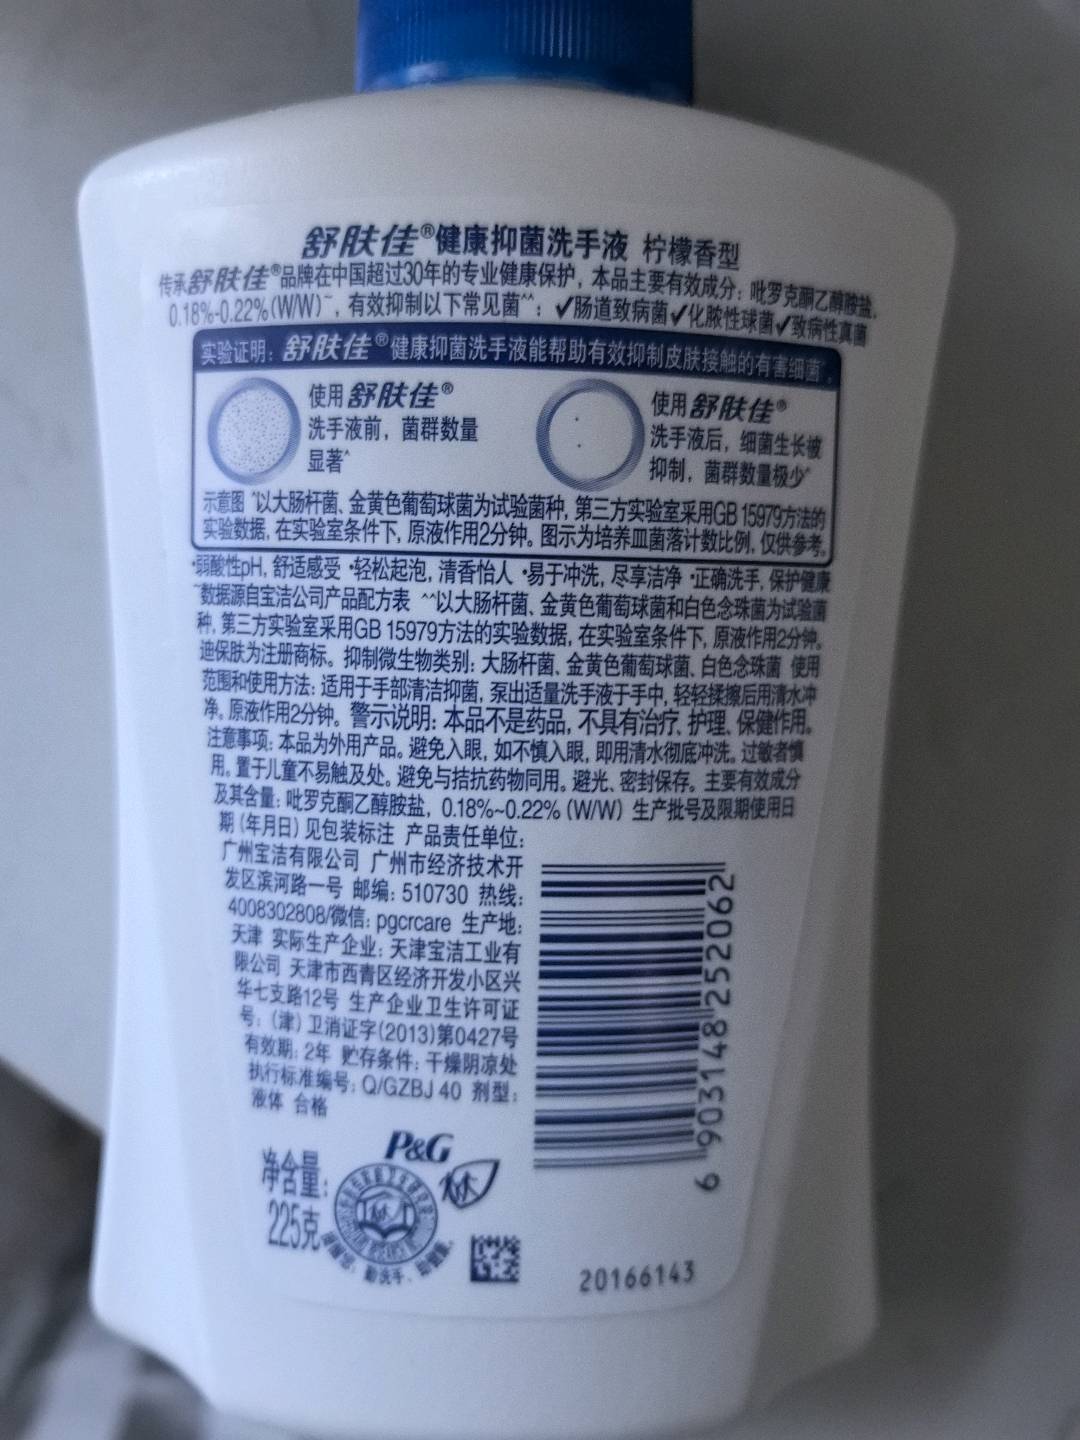 舒肤佳®健康抑菌洗手液 柠檬香型
传承舒肤佳®品牌在中国超过30年的专业健康保护，本品主要有效成分：吡罗克酮乙醇胺盐，
0.18%-0.22%(W/W)~，有效抑制以下常见菌^^：✓肠道致病菌✓化脓性球菌✓致病性真菌
实验证明：舒肤佳®健康抑菌洗手液能帮助有效抑制皮肤接触的有害细菌^。
使用舒肤佳®
洗手液前，菌群数量
显著^
使用舒肤佳®
洗手液后，细菌生长被
抑制，菌群数量极少^
示意图 ^以大肠杆菌、金黄色葡萄球菌为试验菌种，第三方实验室采用GB 15979方法的
实验数据，在实验室条件下，原液作用2分钟。图示为培养皿菌落计数比例，仅供参考。
·弱酸性pH，舒适感受 ·轻松起泡，清香怡人 ·易于冲洗，尽享洁净 ·正确洗手，保护健康
~数据源自宝洁公司产品配方表 ^^以大肠杆菌、金黄色葡萄球菌和白色念珠菌为试验菌
种，第三方实验室采用GB 15979方法的实验数据，在实验室条件下，原液作用2分钟。
迪保肤为注册商标。抑制微生物类别：大肠杆菌、金黄色葡萄球菌、白色念珠菌 使用
范围和使用方法：适用于手部清洁抑菌，泵出适量洗手液于手中，轻轻揉擦后用清水冲
净。原液作用2分钟。警示说明：本品不是药品，不具有治疗、护理、保健作用。
注意事项：本品为外用产品。避免入眼，如不慎入眼，即用清水彻底冲洗。过敏者慎
用。置于儿童不易触及处。避免与拮抗药物同用。避光、密封保存。主要有效成分
及其含量：吡罗克酮乙醇胺盐，0.18%~0.22% (W/W) 生产批号及限期使用日
期（年月日）见包装标注 产品责任单位：
广州宝洁有限公司 广州市经济技术开
发区滨河路一号 邮编：510730 热线：
4008302808/微信：pgcrcare 生产地：
天津 实际生产企业：天津宝洁工业有
限公司 天津市西青区经济开发小区兴
华七支路12号 生产企业卫生许可证
号：（津）卫消证字(2013)第0427号
有效期：2年 贮存条件：干燥阴凉处
执行标准编号：Q/GZBJ 40 剂型：
液体 合格
6 903148 252062
P&G
净含量：
225克
勤洗手
20166143